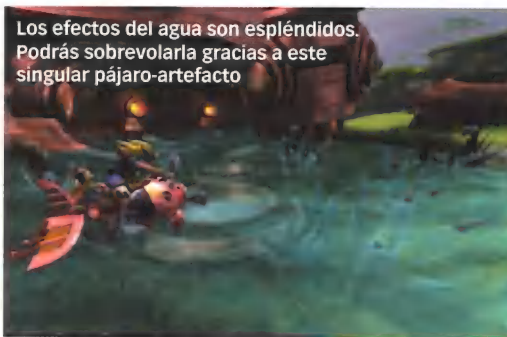 Los efectos del agua son espléndidos.
Podrás sobrevolarla gracias a este
singular pájaro-artefacto